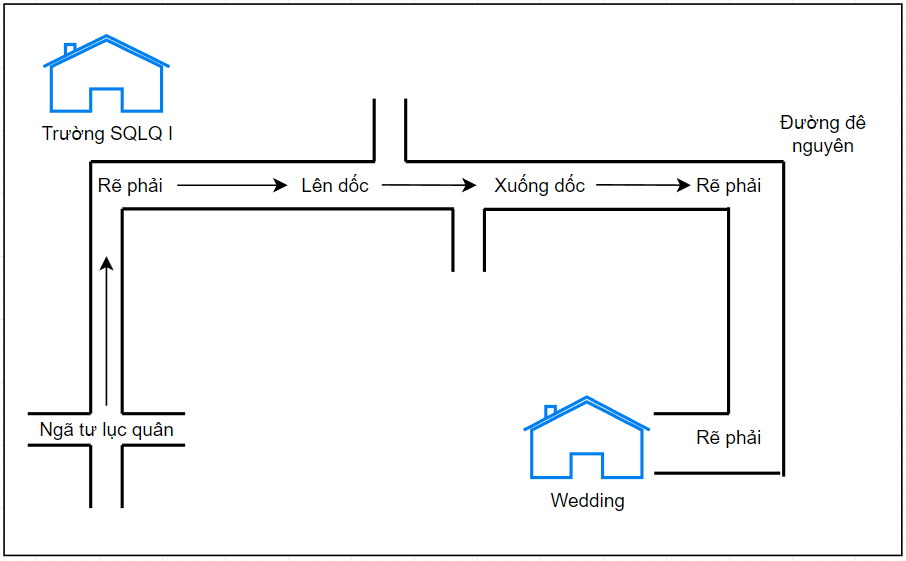 Trường SQLQ I
Đường đê
nguyên
Rẽ phải
Lên dốc
Xuống dốc
Rẽ phải
Ngã tư lục quân
Rẽ phải
Wedding